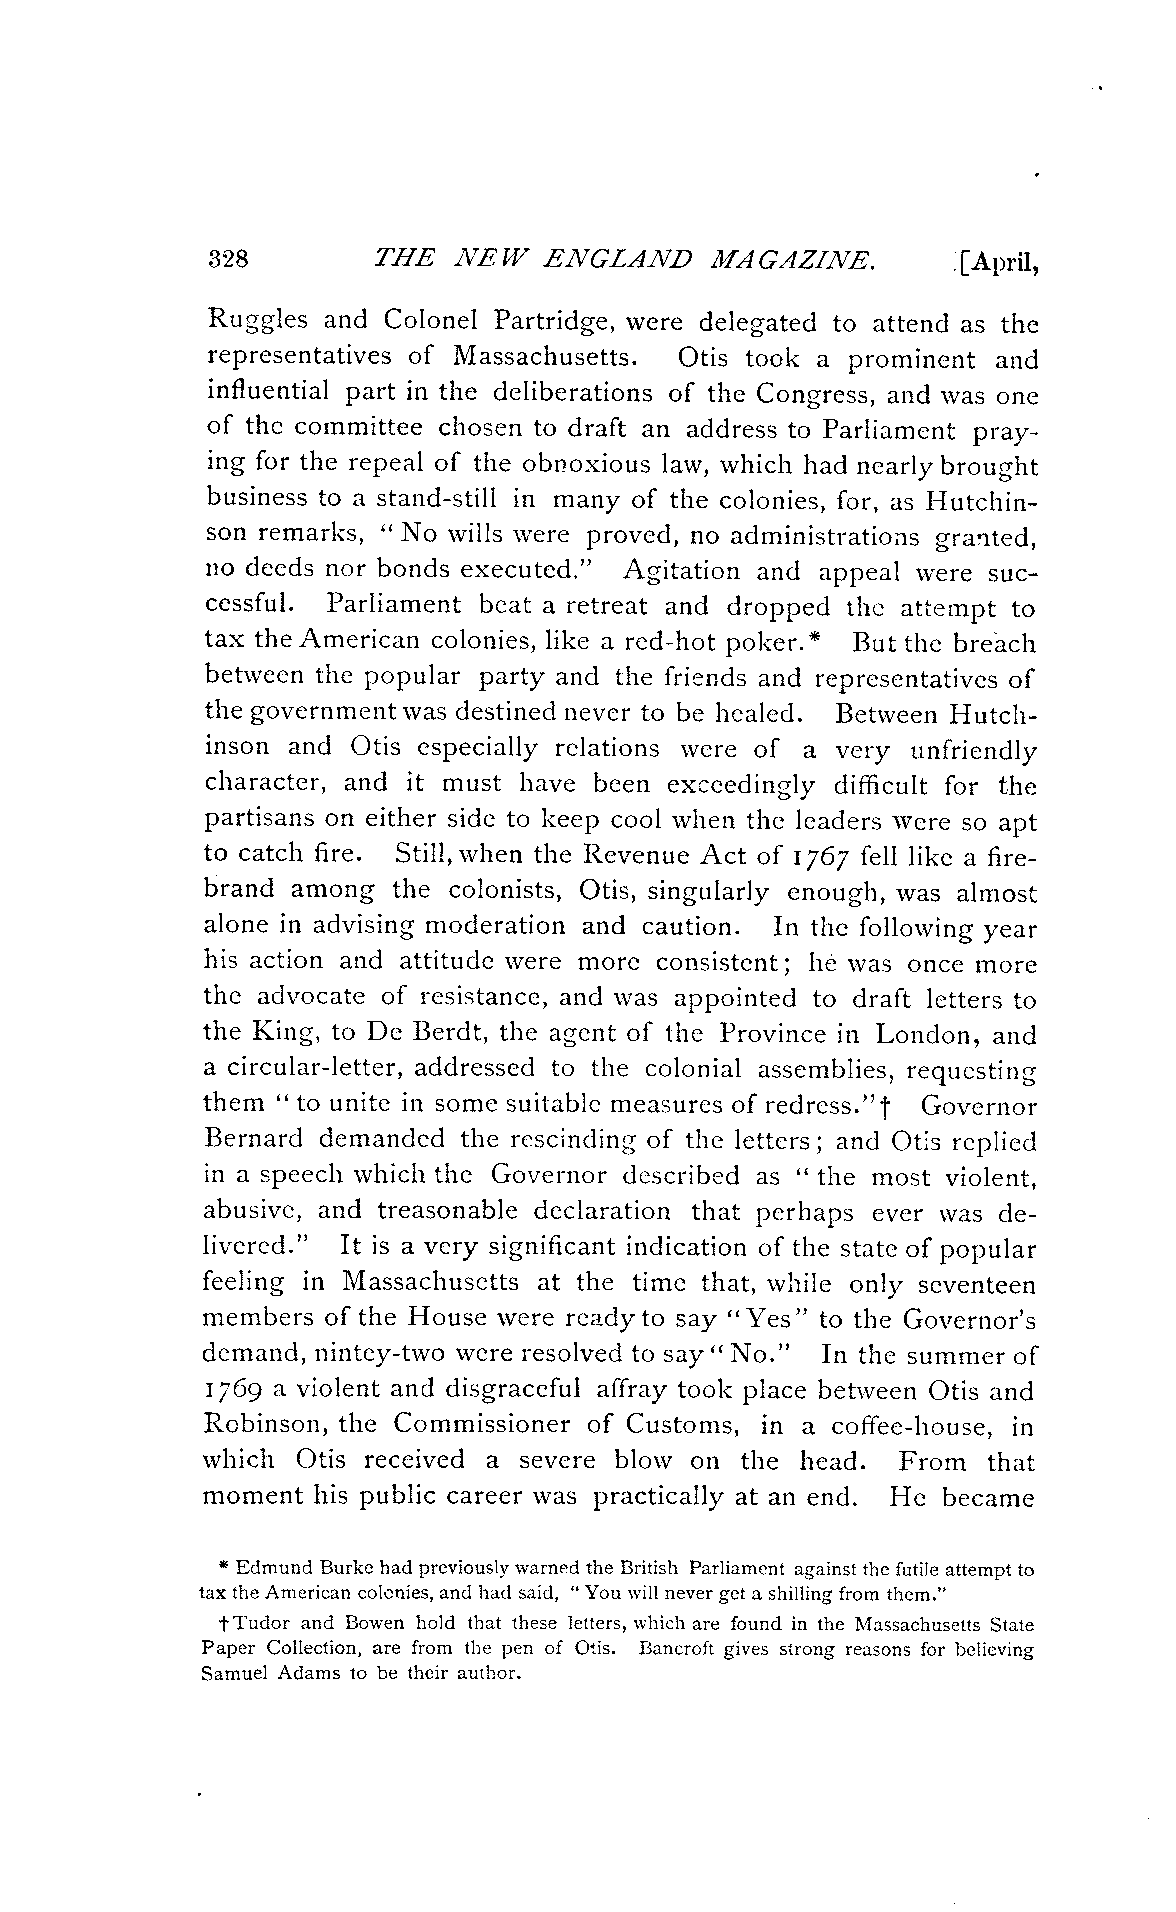 328 THE NEW ENGLAND MAGAZINE. [April,
Ruggles and Colonel Partridge, were delegated to attend as the
representatives of Massachusetts. Otis took a prominent and
influential part in the deliberations of the Congress, and was one
of the committee chosen to draft an address to Parliament pray-
ing for the repeal of the obnoxious law, which had nearly brought
business to a stand-still in many of the colonies, for, as Hutchin-
son remarks, "No wills were proved, no administrations granted,
no deeds nor bonds executed." Agitation and appeal were suc-
cessful. Parliament beat a retreat and dropped the attempt to
tax the American colonies, like a red-hot poker.* But the breach
between the popular party and the friends and representatives of
the government was destined never to be healed. Between Hutch-
inson and Otis especially relations were of a very unfriendly
character, and it must have been exceedingly difficult for the
partisans on either side to keep cool when the leaders were so apt
to catch fire. Still, when the Revenue Act of 1767 fell like a fire-
brand among the colonists, Otis, singularly enough, was almost
alone in advising moderation and caution. In the following year
his action and attitude were more consistent; he was once more
the advocate of resistance, and was appointed to draft letters to
the King, to De Berdt, the agent of the Province in London, and
a circular-letter, addressed to the colonial assemblies, requesting
them "to unite in some suitable measures of redress."† Governor
Bernard demanded the rescinding of the letters; and Otis replied
in a speech which the Governor described as "the most violent,
abusive, and treasonable declaration that perhaps ever was de-
livered." It is a very significant indication of the state of popular
feeling in Massachusetts at the time that, while only seventeen
members of the House were ready to say "Yes" to the Governor's
demand, nintey-two were resolved to say "No." In the summer of
1769 a violent and disgraceful affray took place between Otis and
Robinson, the Commissioner of Customs, in a coffee-house, in
which Otis received a severe blow on the head. From that
moment his public career was practically at an end. He became
* Edmund Burke had previously warned the British Parliament against the futile attempt to
tax the American colonies, and had said, "You will never get a shilling from them."
†Tudor and Bowen hold that these letters, which are found in the Massachusetts State
Paper Collection, are from the pen of Otis. Bancroft gives strong reasons for believing
Samuel Adams to be their author.